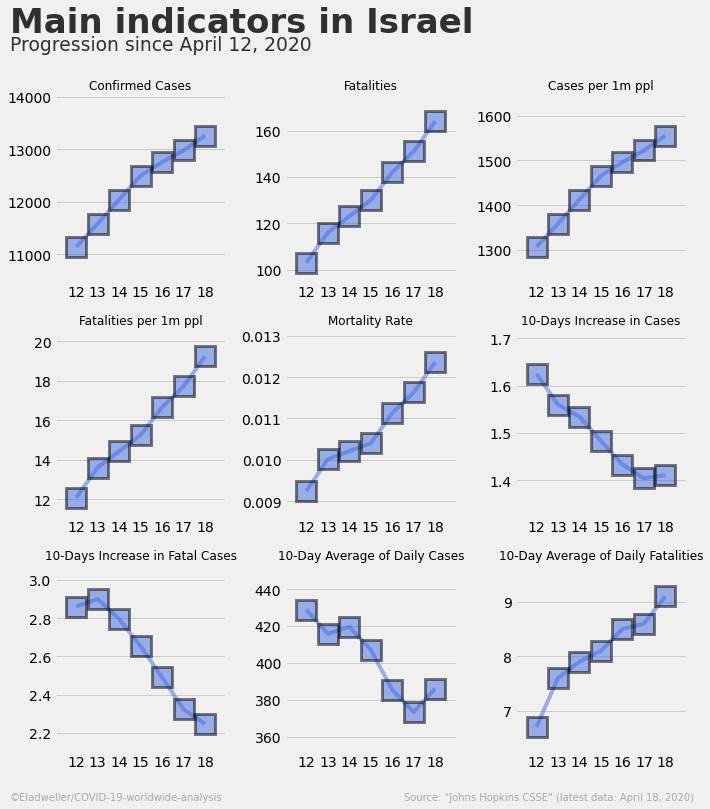 Main indicators in Israel
Progression since April 12, 2020
Confirmed Cases
14000
13000
12000
11000
12 13 14 15 16 17 18
Fatalities
160
140
120
100
12 13 14 15 16 17 18
Cases per 1m ppl
1600
1500
1400
1300
12 13 14 15 16 17 18
Fatalities per 1m ppl
20
18
16
14
12
12 13 14 15 16 17 18
Mortality Rate
0.013
0.012
0.011
0.010
0.009
12 13 14 15 16 17 18
10-Days Increase in Cases
1.7
1.6
1.5
1.4
12 13 14 15 16 17 18
10-Days Increase in Fatal Cases
3.0
2.8
2.6
2.4
2.2
12 13 14 15 16 17 18
10-Day Average of Daily Cases
440
420
400
380
360
12 13 14 15 16 17 18
10-Day Average of Daily Fatalities
9
8
7
12 13 14 15 16 17 18
©Eladweller/COVID-19-worldwide-analysis
Source: "Johns Hopkins CSSE" (latest data: April 18, 2020)